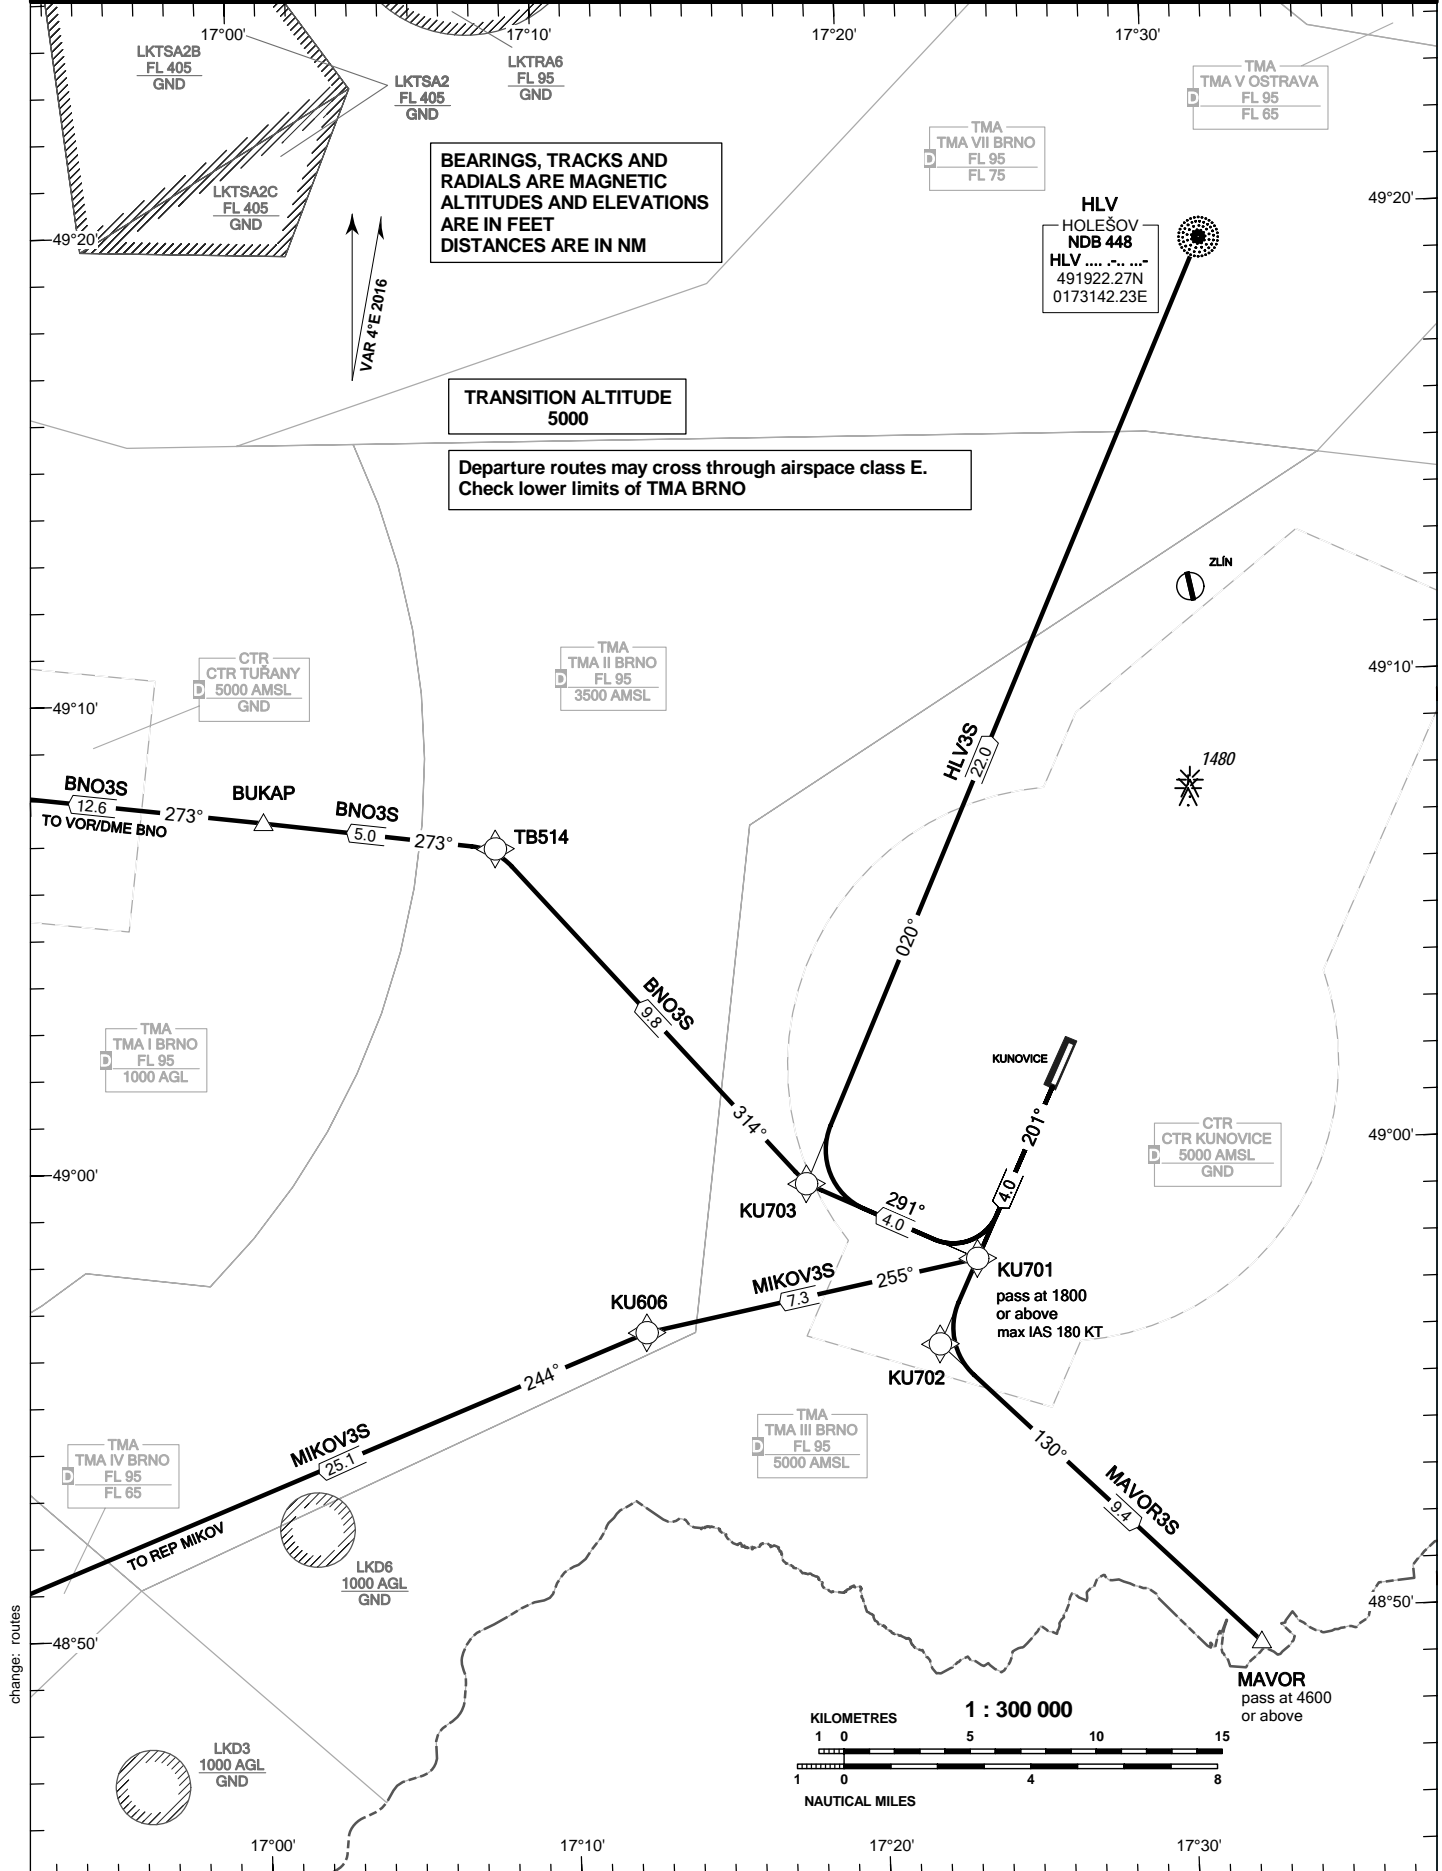 17°00'
17°10'
17°20'
17°30'
LKTSA2B
FL 405
GND
LKTSA2
FL 405
GND
LKTRA6
FL 95
GND
TMA
TMA V OSTRAVA
D
FL 95
FL 65
TMA
TMA VII BRNO
D
FL 95
FL 75
BEARINGS, TRACKS AND
RADIALS ARE MAGNETIC
ALTITUDES AND ELEVATIONS
ARE IN FEET
DISTANCES ARE IN NM
LKTSA2C
FL 405
GND
49°20'
49°20'
HLV
HOLEŠOV
NDB 448
HLV .... .-.. ...-
491922.27N
0173142.23E
VAR 4°E 2016
TRANSITION ALTITUDE
5000
Departure routes may cross through airspace class E.
Check lower limits of TMA BRNO
ZLÍN
CTR
CTR TUŘANY
D
5000 AMSL
GND
TMA
TMA II BRNO
D
FL 95
3500 AMSL
49°10'
49°10'
HLV3S
22.0
1480
BNO3S
12.6
273°
TO VOR/DME BNO
BUKAP
BNO3S
5.0
273°
TB514
020°
BNO3S
9.8
TMA
TMA I BRNO
D
FL 95
1000 AGL
KUNOVICE
314°
201°
CTR
CTR KUNOVICE
D
5000 AMSL
GND
49°00'
49°00'
4.0
KU703
291°
4.0
KU701
pass at 1800
or above
max IAS 180 KT
MIKOV3S
7.3
255°
KU606
KU702
244°
TMA
TMA III BRNO
D
FL 95
5000 AMSL
130°
MIKOV3S
25.1
TMA
TMA IV BRNO
D
FL 95
FL 65
MAVOR3S
9.4
TO REP MIKOV
LKD6
1000 AGL
GND
48°50'
48°50'
change: routes
MAVOR
pass at 4600
or above
1 : 300 000
KILOMETRES
1 0 5 10 15
1 0 4 8
NAUTICAL MILES
LKD3
1000 AGL
GND
17°00'
17°10'
17°20'
17°30'